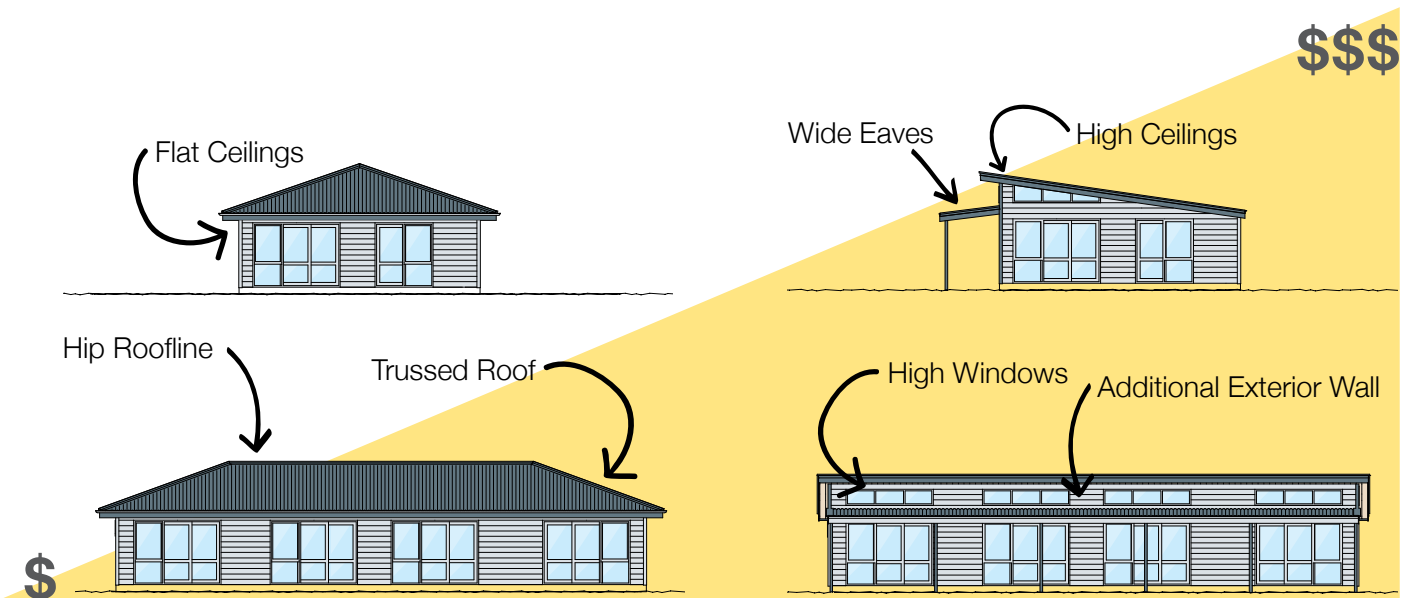 $$$
Flat Ceilings
Wide Eaves
High Ceilings
Hip Roofline
Trussed Roof
High Windows
Additional Exterior Wall
$